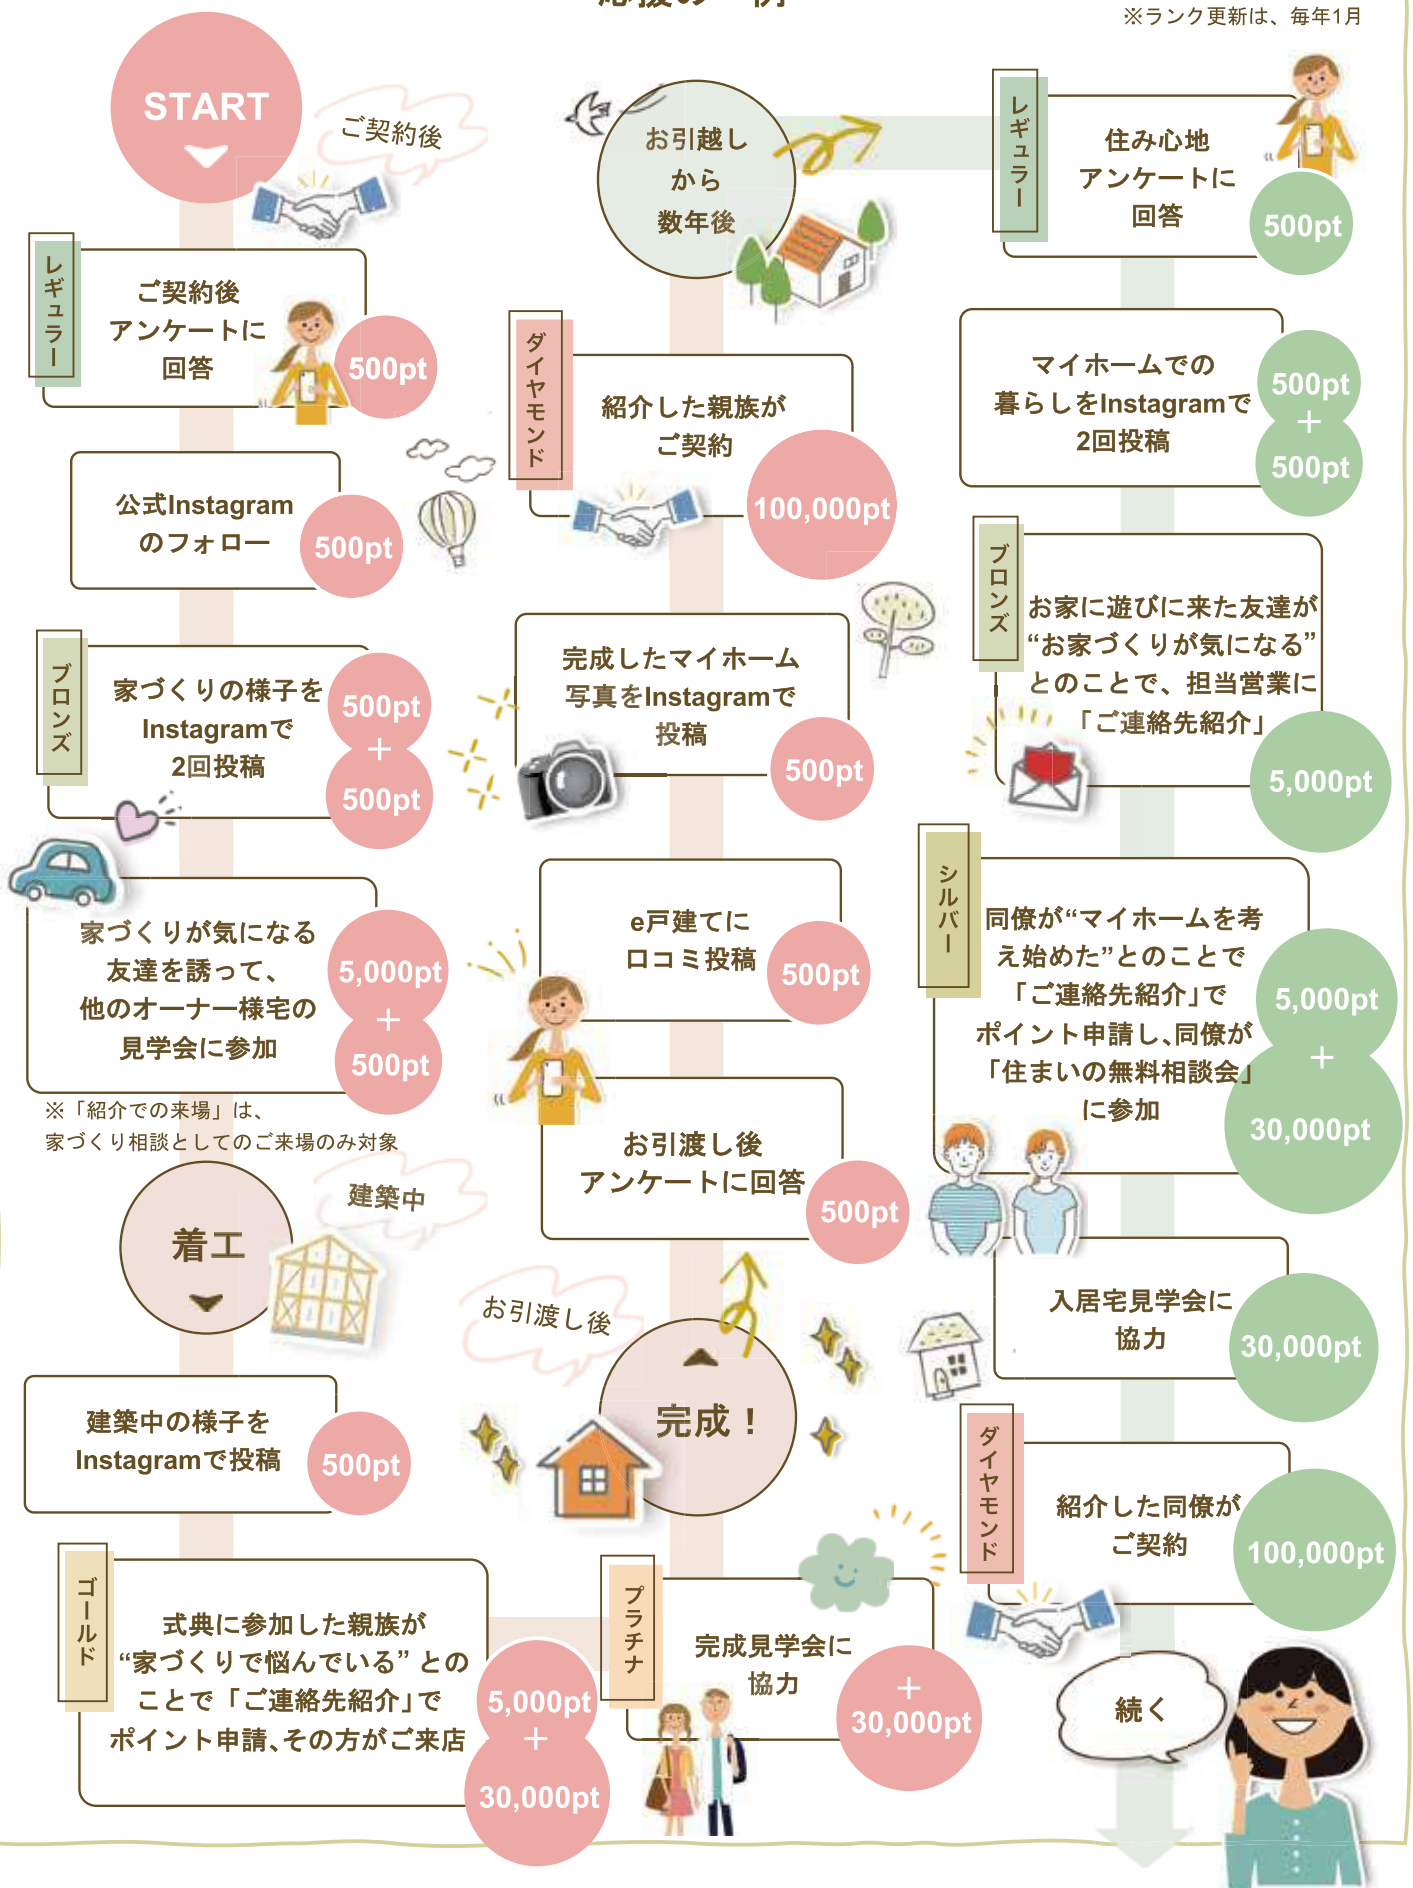 応援の一例
※ランク更新は、毎年1月
START
ご契約後
レギュラー
ご契約後
アンケートに
回答
500pt
公式Instagram
のフォロー
500pt
ブロンズ
家づくりの様子を
Instagramで
2回投稿
500pt
+
500pt
家づくりが気になる
友達を誘って、
他のオーナー様宅の
見学会に参加
5,000pt
+
500pt
※「紹介での来場」は、
家づくり相談としてのご来場のみ対象
着工
建築中
建築中の様子を
Instagramで投稿
500pt
ゴールド
式典に参加した親族が
“家づくりで悩んでいる” との
ことで「ご連絡先紹介」で
ポイント申請、その方がご来店
5,000pt
+
30,000pt
プラチナ
完成見学会に
協力
+
30,000pt
完成！
お引渡し後
お引渡し後
アンケートに回答
500pt
e戸建てに
口コミ投稿
500pt
完成したマイホーム
写真をInstagramで
投稿
500pt
ダイヤモンド
紹介した親族が
ご契約
100,000pt
お引越し
から
数年後
レギュラー
住み心地
アンケートに
回答
500pt
マイホームでの
暮らしをInstagramで
2回投稿
500pt
+
500pt
ブロンズ
お家に遊びに来た友達が
“お家づくりが気になる”
とのことで、担当営業に
「ご連絡先紹介」
5,000pt
シルバー
同僚が“マイホームを考
え始めた”とのことで
「ご連絡先紹介」で
ポイント申請し、同僚が
「住まいの無料相談会」
に参加
5,000pt
+
30,000pt
入居宅見学会に
協力
30,000pt
ダイヤモンド
紹介した同僚が
ご契約
100,000pt
続く